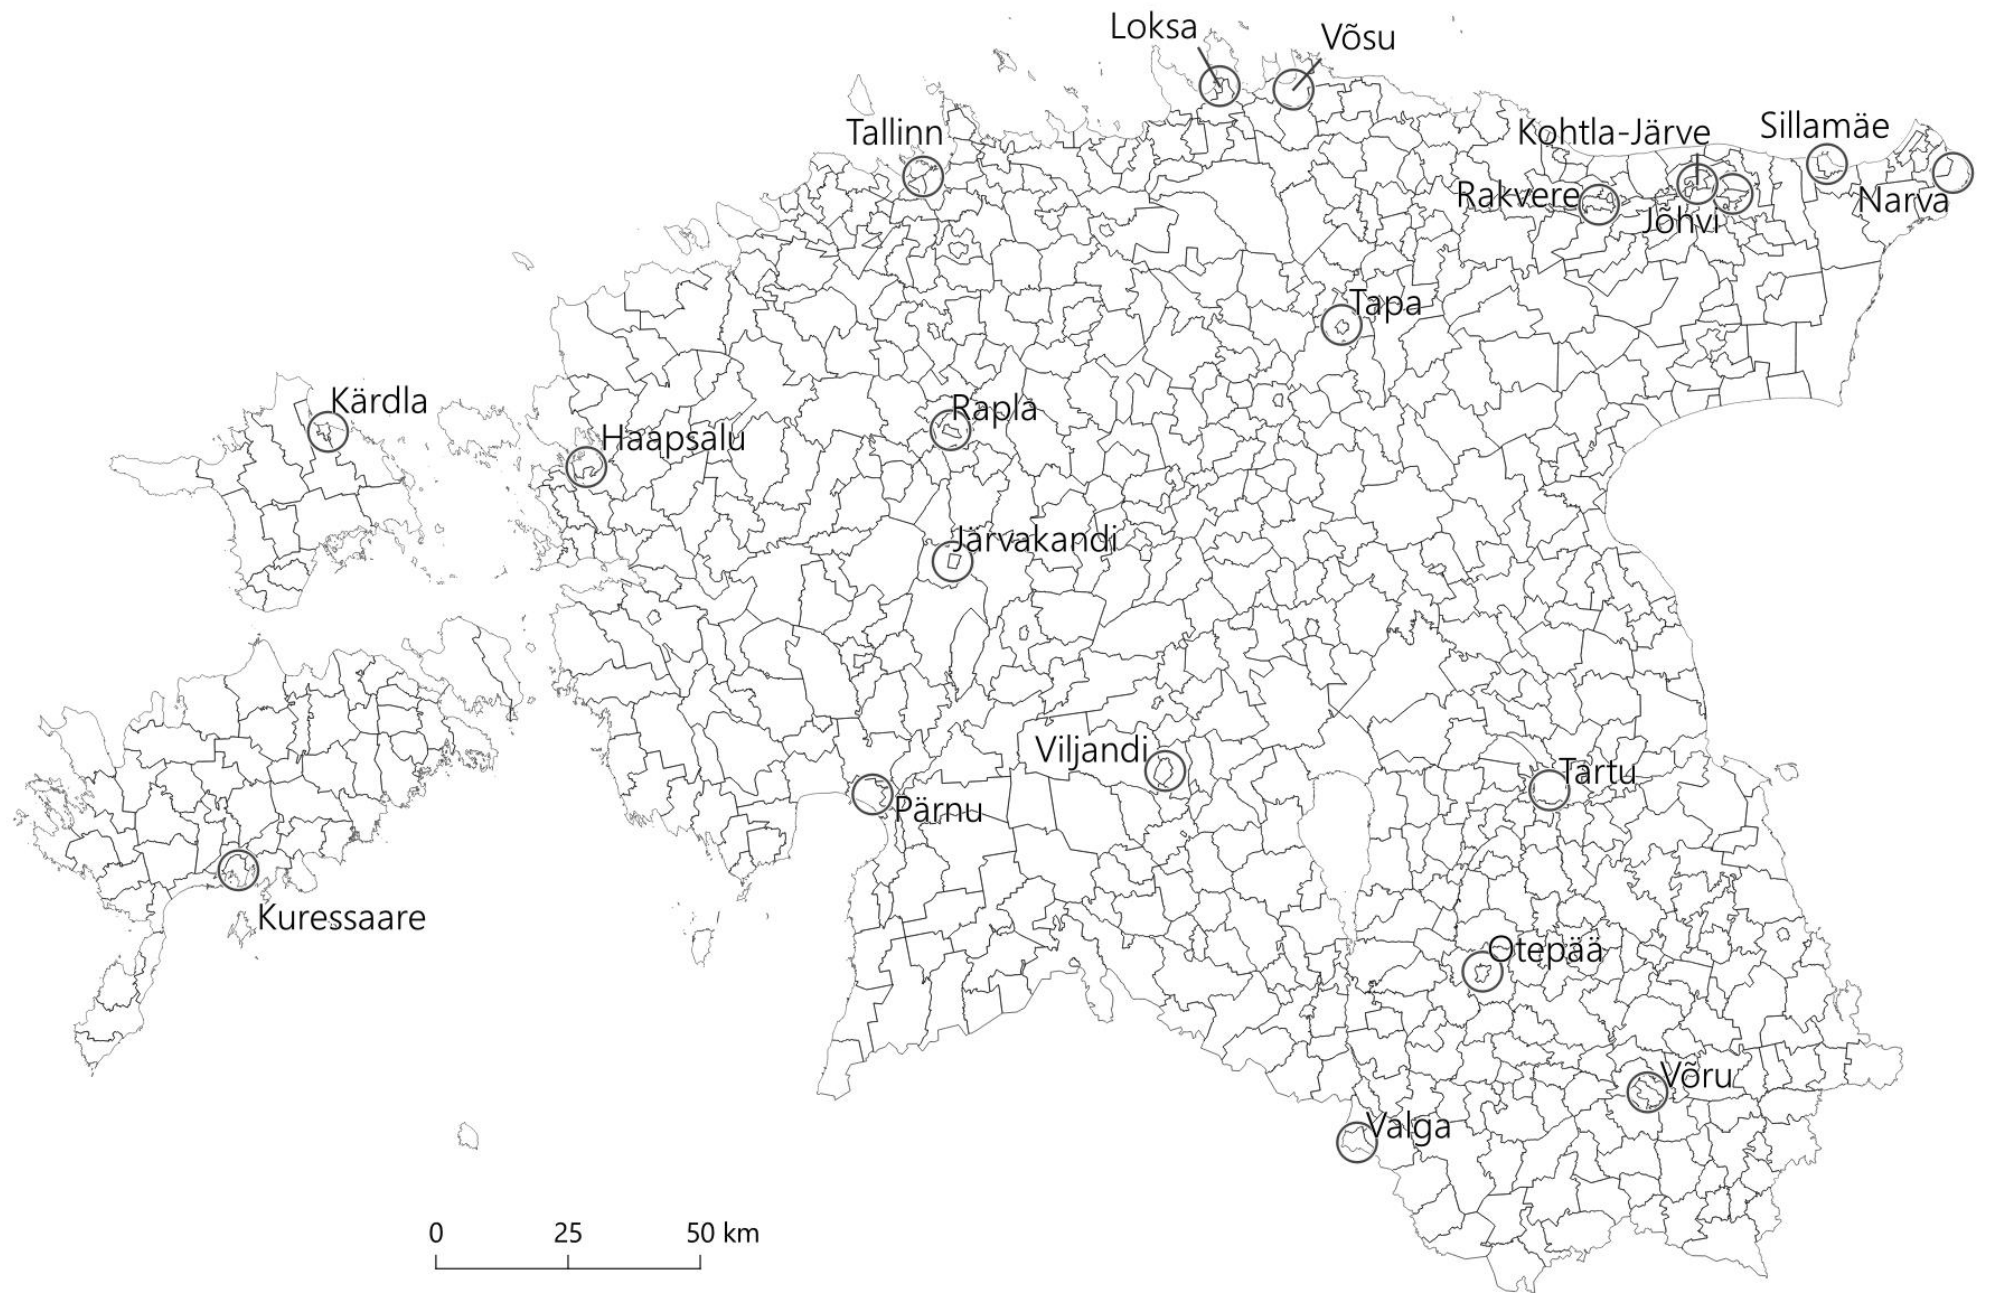 Loksa
Võsu
Tallinn
Kohtla-Järve
Sillamäe
Rakvere
Narva
Jõhvi
Tapa
Kärdla
Rapla
Haapsalu
Järvakandi
Viljandi
Tartu
Pärnu
Kuressaare
Otepää
Võru
Valga
0 25 50 km